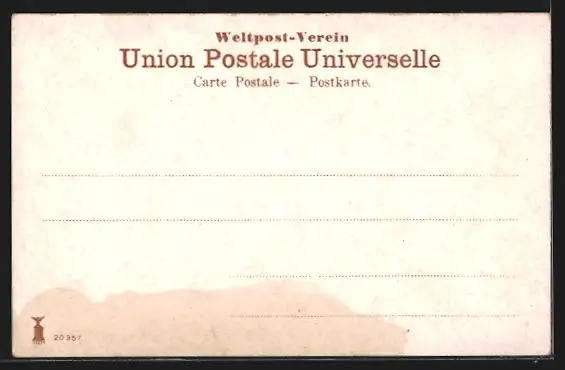 Weltpost-Verein
Union Postale Universelle
Carte Postale — Postkarte.
20357